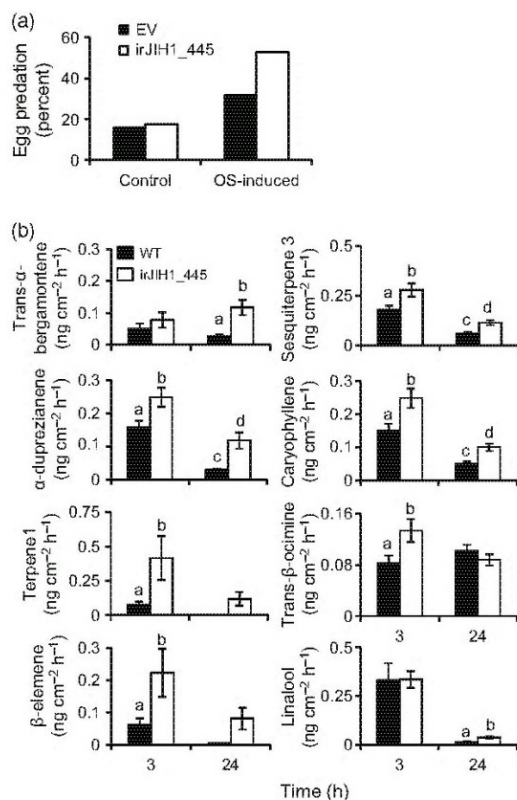 (a)
EV
irJIH1_445
Egg predation
(percent)
60
40
20
0
Control
OS-induced
(b)
WT
irJIH1_445
Trans-α-
bergamontene
(ng cm⁻² h⁻¹)
0.3
0.2
0.1
0
a
b
Sesquiterpene 3
(ng cm⁻² h⁻¹)
0.5
0.25
0
a
b
c
d
α-duprezianene
(ng cm⁻² h⁻¹)
0.3
0.2
0.1
0
a
b
c
d
Caryophyllene
(ng cm⁻² h⁻¹)
0.3
0.2
0.1
0
a
b
c
d
Terpene1
(ng cm⁻² h⁻¹)
0.75
0.5
0.25
0
a
b
Trans-β-ocimine
(ng cm⁻² h⁻¹)
0.16
0.08
0
a
b
3
24
β-elemene
(ng cm⁻² h⁻¹)
0.3
0.2
0.1
0
a
b
3
24
Linalool
(ng cm⁻² h⁻¹)
0.5
0.25
0
a
b
3
24
Time (h)